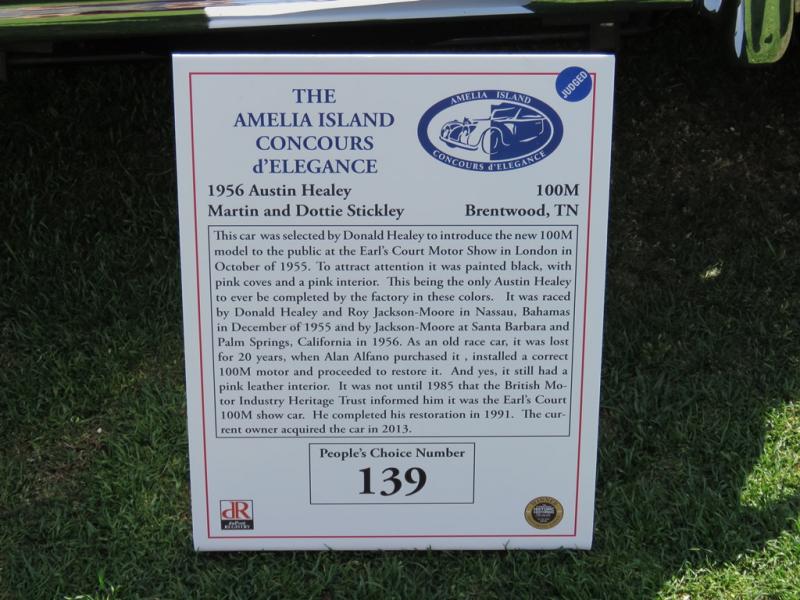 THE
AMELIA ISLAND
CONCOURS
d'ELEGANCE
JUDGED
AMELIA ISLAND
CONCOURS d'ELEGANCE
1956 Austin Healey 100M
Martin and Dottie Stickley Brentwood, TN
This car was selected by Donald Healey to introduce the new 100M
model to the public at the Earl's Court Motor Show in London in
October of 1955. To attract attention it was painted black, with
pink coves and a pink interior. This being the only Austin Healey
to ever be completed by the factory in these colors. It was raced
by Donald Healey and Roy Jackson-Moore in Nassau, Bahamas
in December of 1955 and by Jackson-Moore at Santa Barbara and
Palm Springs, California in 1956. As an old race car, it was lost
for 20 years, when Alan Alfano purchased it , installed a correct
100M motor and proceeded to restore it. And yes, it still had a
pink leather interior. It was not until 1985 that the British Mo-
tor Industry Heritage Trust informed him it was the Earl's Court
100M show car. He completed his restoration in 1991. The cur-
rent owner acquired the car in 2013.
People's Choice Number
139
dR
duPont
REGISTRY
WINNER